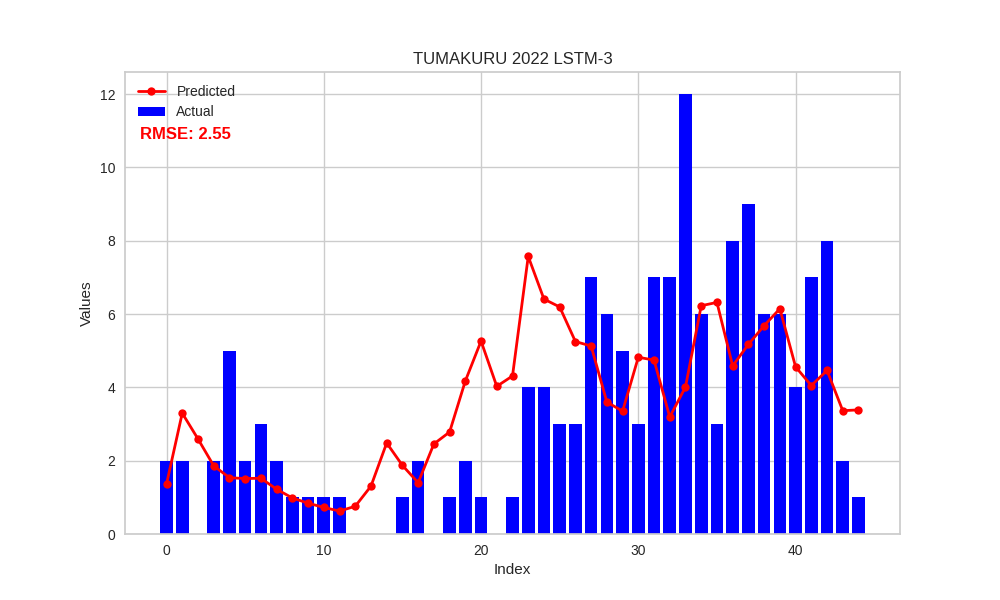 TUMAKURU 2022 LSTM-3
Predicted
Actual
RMSE: 2.55
12
10
8
6
4
2
0
Values
0 10 20 30 40
Index